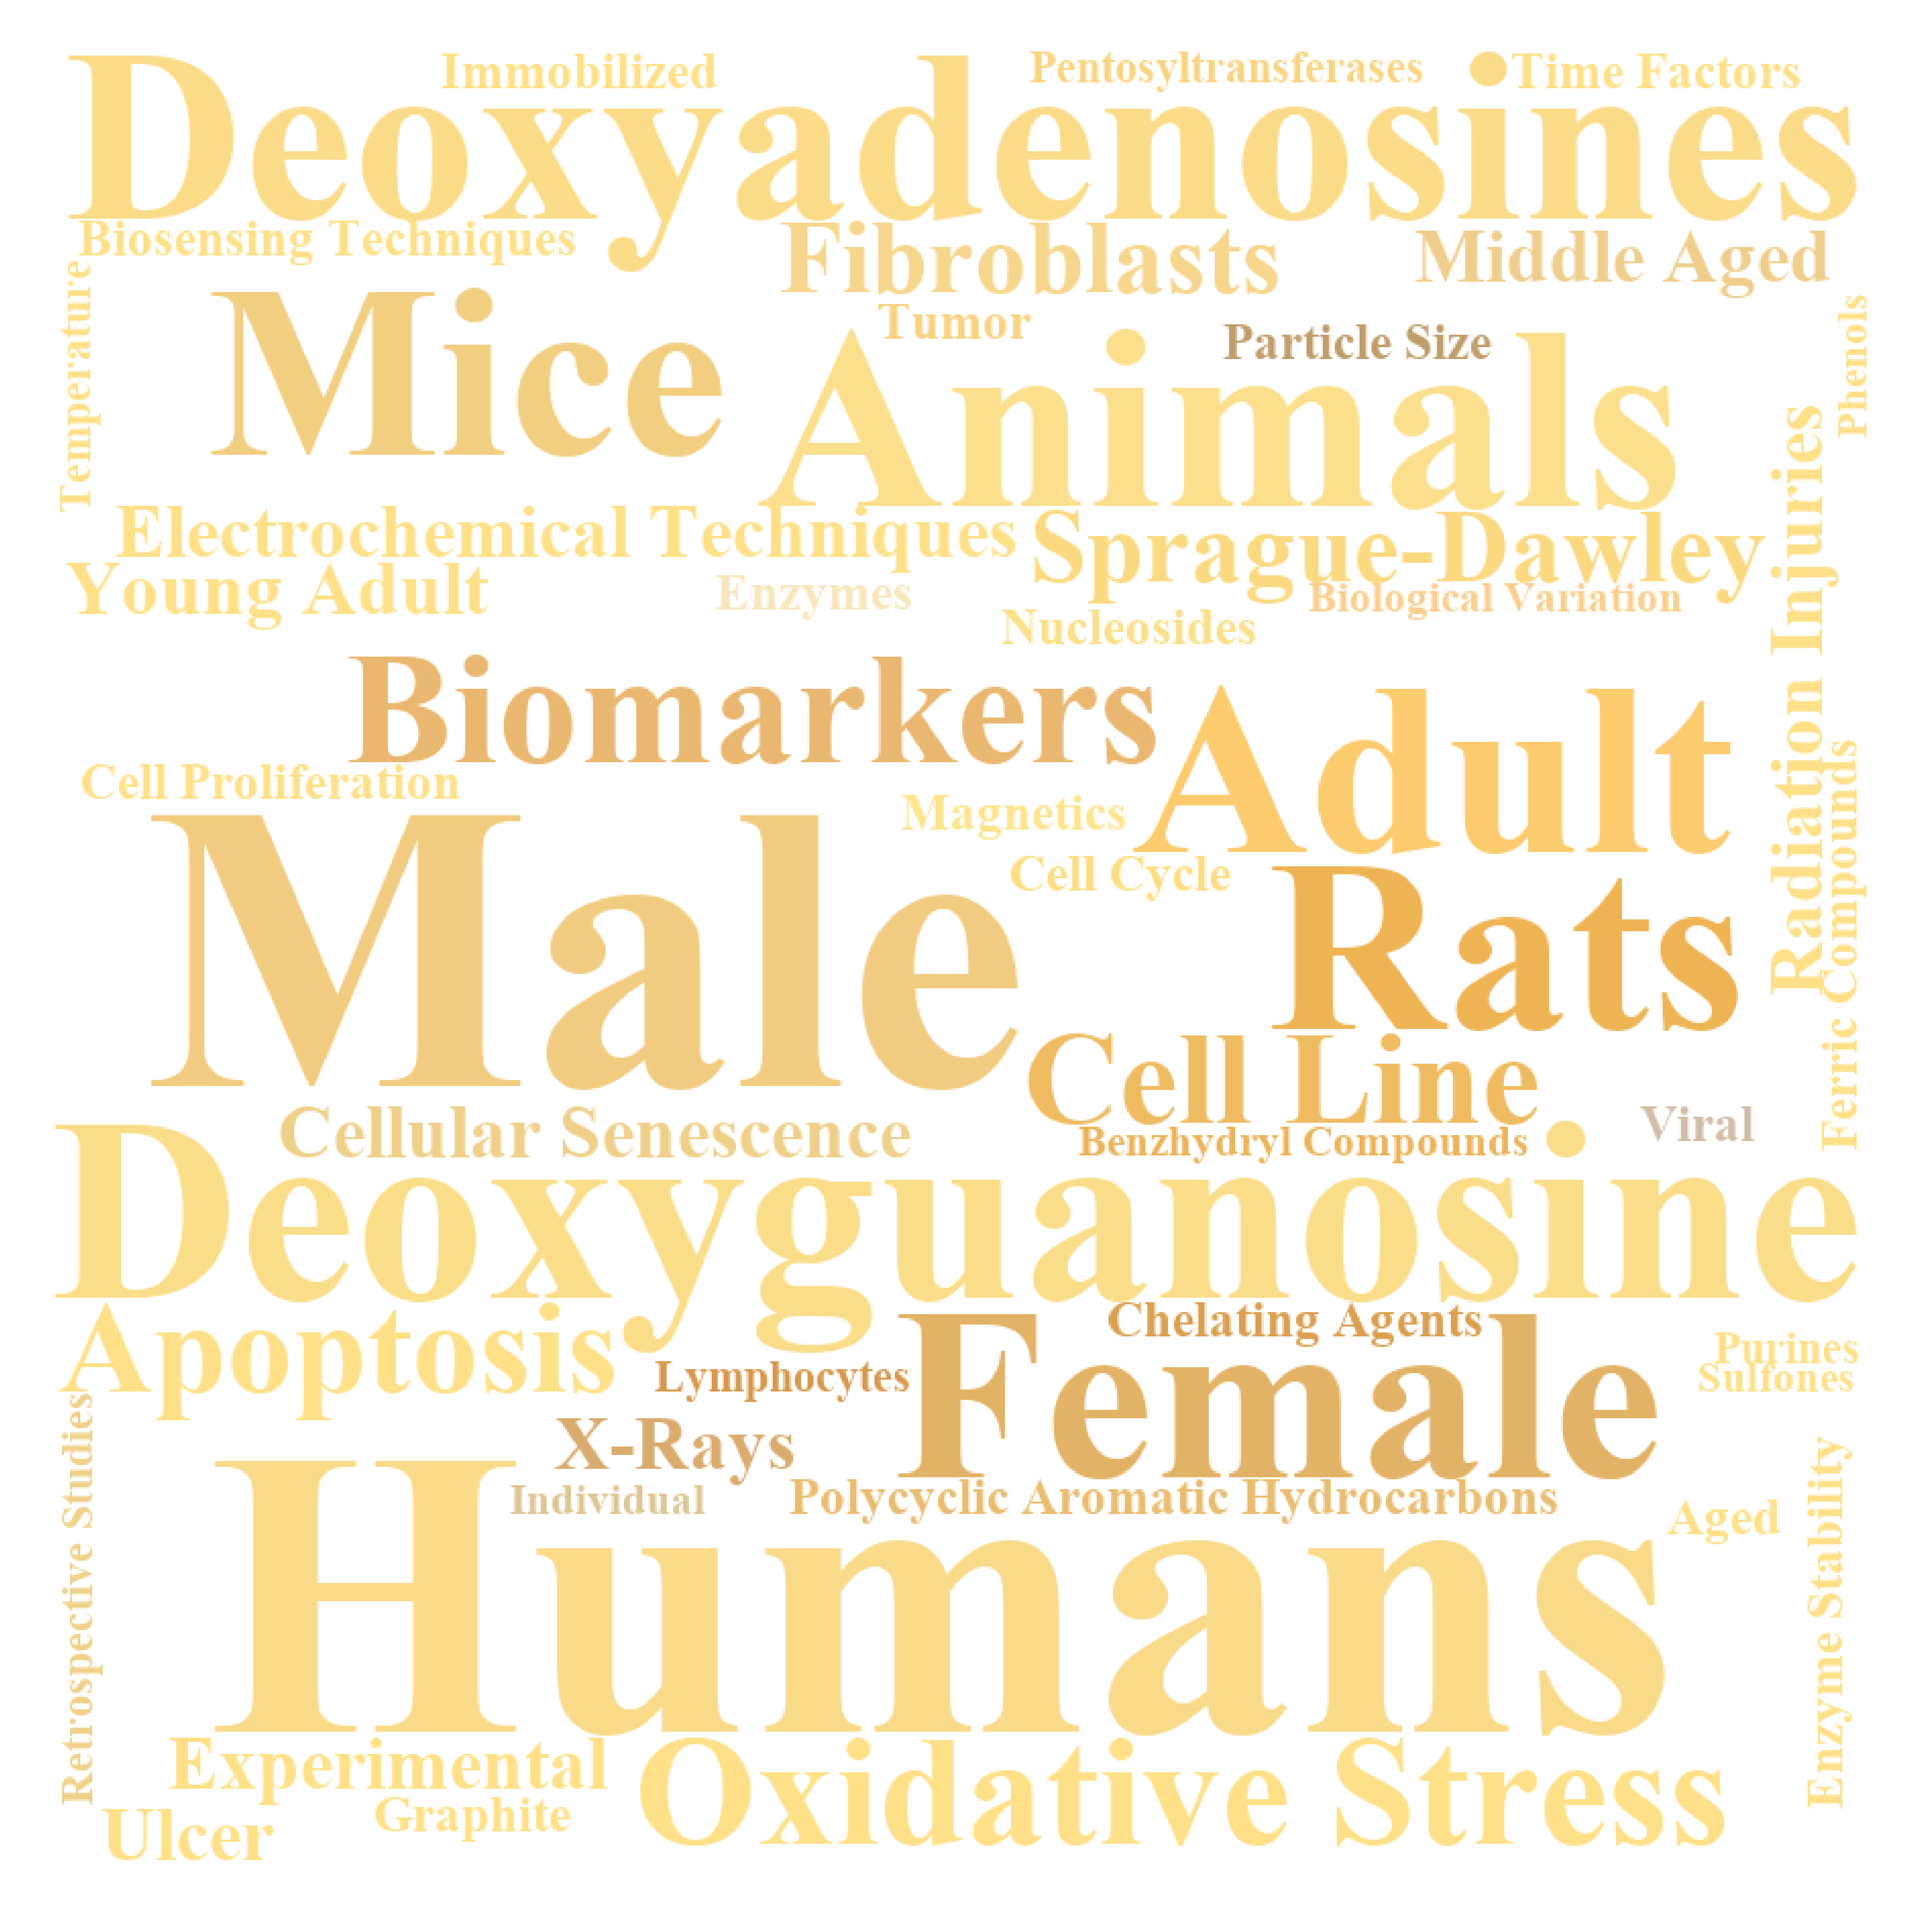 Immobilized
Pentosyltransferases
Time Factors
Deoxyadenosines
Biosensing Techniques
Fibroblasts
Middle Aged
Temperature
Mice
Tumor
Particle Size
Phenols
Animals
Electrochemical Techniques
Sprague-Dawley
Radiation Injuries
Young Adult
Enzymes
Biological Variation
Nucleosides
Biomarkers
Adult
Cell Proliferation
Magnetics
Ferric Compounds
Male
Cell Cycle
Rats
Cell Line
Cellular Senescence
Benzhydryl Compounds
Viral
Deoxyguanosine
Apoptosis
Chelating Agents
Female
Purines
Lymphocytes
Sulfones
Retrospective Studies
X-Rays
Individual
Polycyclic Aromatic Hydrocarbons
Aged
Enzyme Stability
Humans
Experimental
Oxidative Stress
Graphite
Ulcer